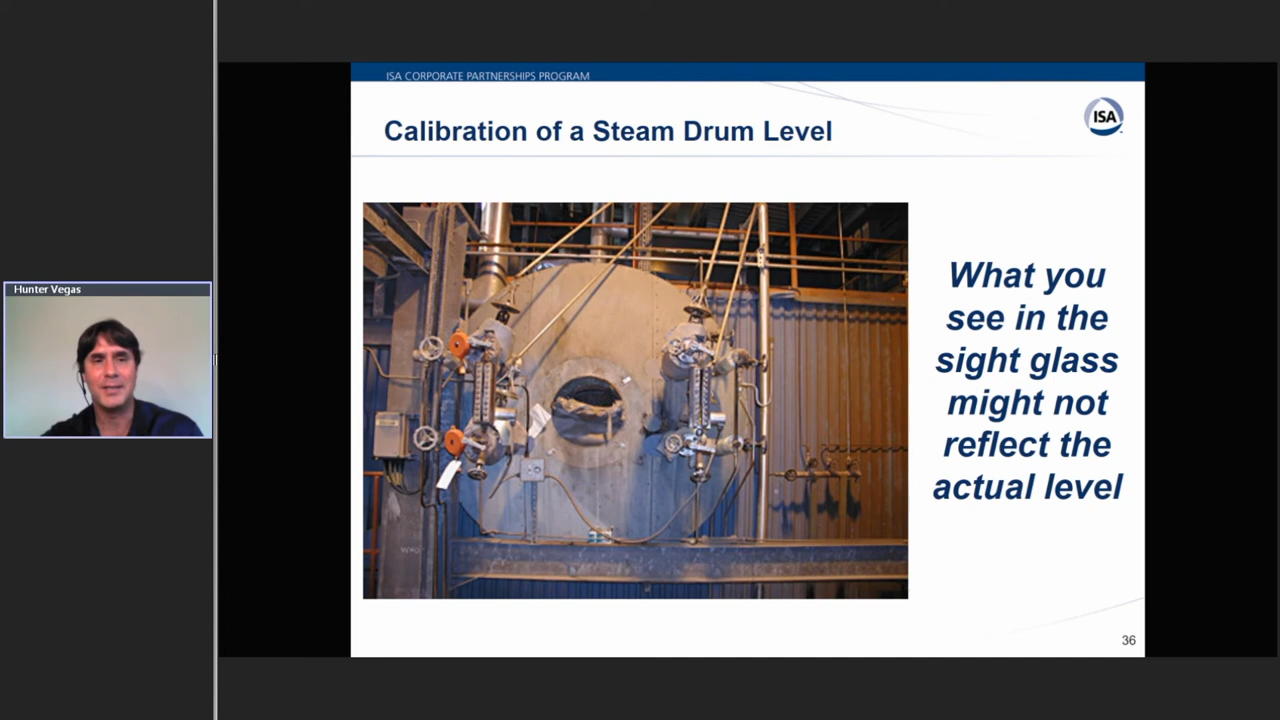 ISA CORPORATE PARTNERSHIPS PROGRAM
Calibration of a Steam Drum Level
ISA
Hunter Vegas
What you
see in the
sight glass
might not
reflect the
actual level
36